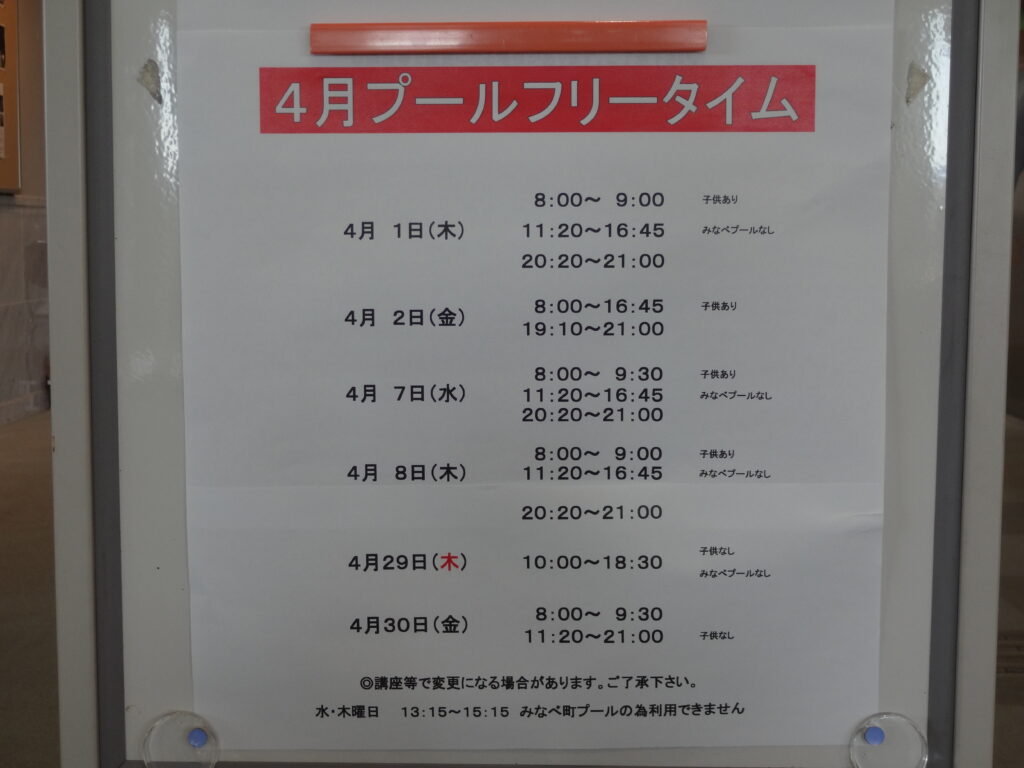 4月プールフリータイム
8:00～ 9:00 子供あり
4月 1日(木) 11:20～16:45 みなべプールなし
20:20～21:00
8:00～16:45 子供あり
4月 2日(金)
19:10～21:00
8:00～ 9:30 子供あり
4月 7日(水) 11:20～16:45 みなべプールなし
20:20～21:00
8:00～ 9:00 子供あり
4月 8日(木) 11:20～16:45 みなべプールなし
20:20～21:00
子供なし
4月29日(木) 10:00～18:30
みなべプールなし
8:00～ 9:30
4月30日(金)
11:20～21:00 子供なし
◎講座等で変更になる場合があります。ご了承下さい。
水・木曜日 13:15～15:15 みなべ町プールの為利用できません